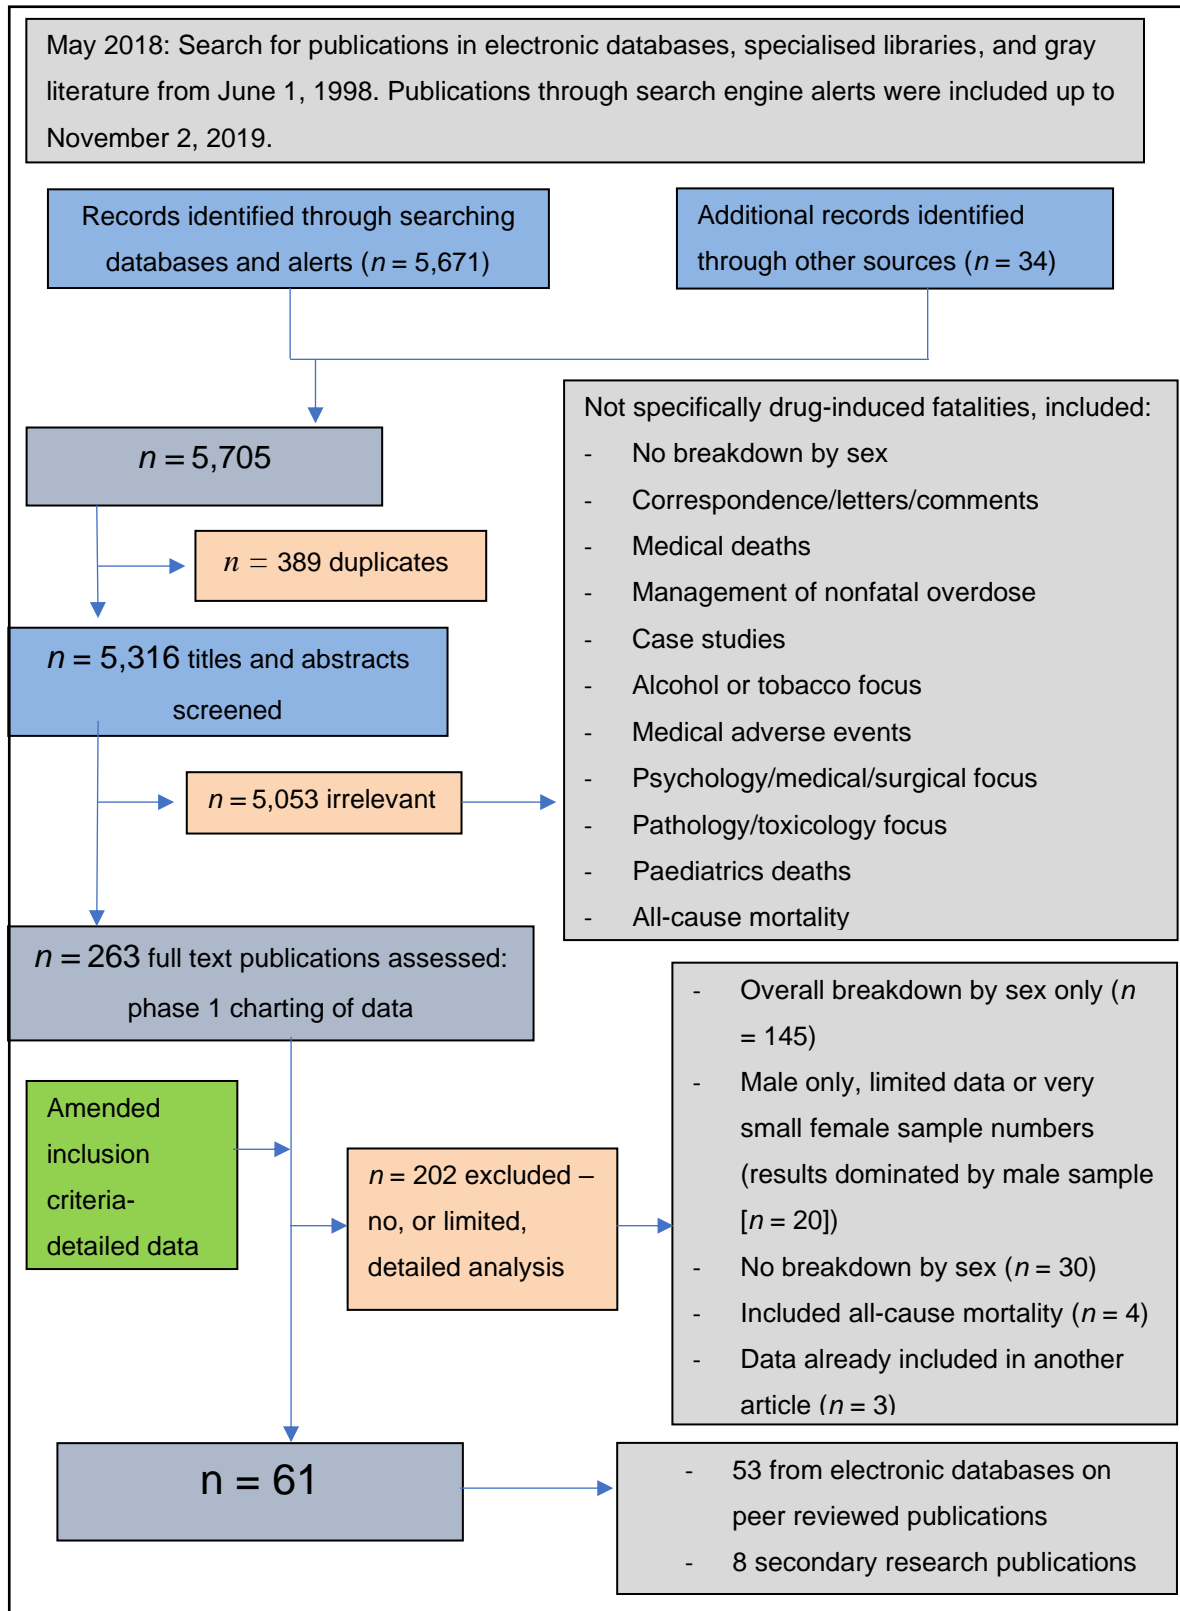 May 2018: Search for publications in electronic databases, specialised libraries, and gray
literature from June 1, 1998. Publications through search engine alerts were included up to
November 2, 2019.
Records identified through searching
databases and alerts (n = 5,671)
Additional records identified
through other sources (n = 34)
n = 5,705
n = 389 duplicates
n = 5,316 titles and abstracts
screened
n = 5,053 irrelevant
Not specifically drug-induced fatalities, included:
- No breakdown by sex
- Correspondence/letters/comments
- Medical deaths
- Management of nonfatal overdose
- Case studies
- Alcohol or tobacco focus
- Medical adverse events
- Psychology/medical/surgical focus
- Pathology/toxicology focus
- Paediatrics deaths
- All-cause mortality
n = 263 full text publications assessed:
phase 1 charting of data
Amended
inclusion
criteria-
detailed data
n = 202 excluded –
no, or limited,
detailed analysis
- Overall breakdown by sex only (n
= 145)
- Male only, limited data or very
small female sample numbers
(results dominated by male sample
[n = 20])
- No breakdown by sex (n = 30)
- Included all-cause mortality (n = 4)
- Data already included in another
article (n = 3)
n = 61
- 53 from electronic databases on
peer reviewed publications
- 8 secondary research publications